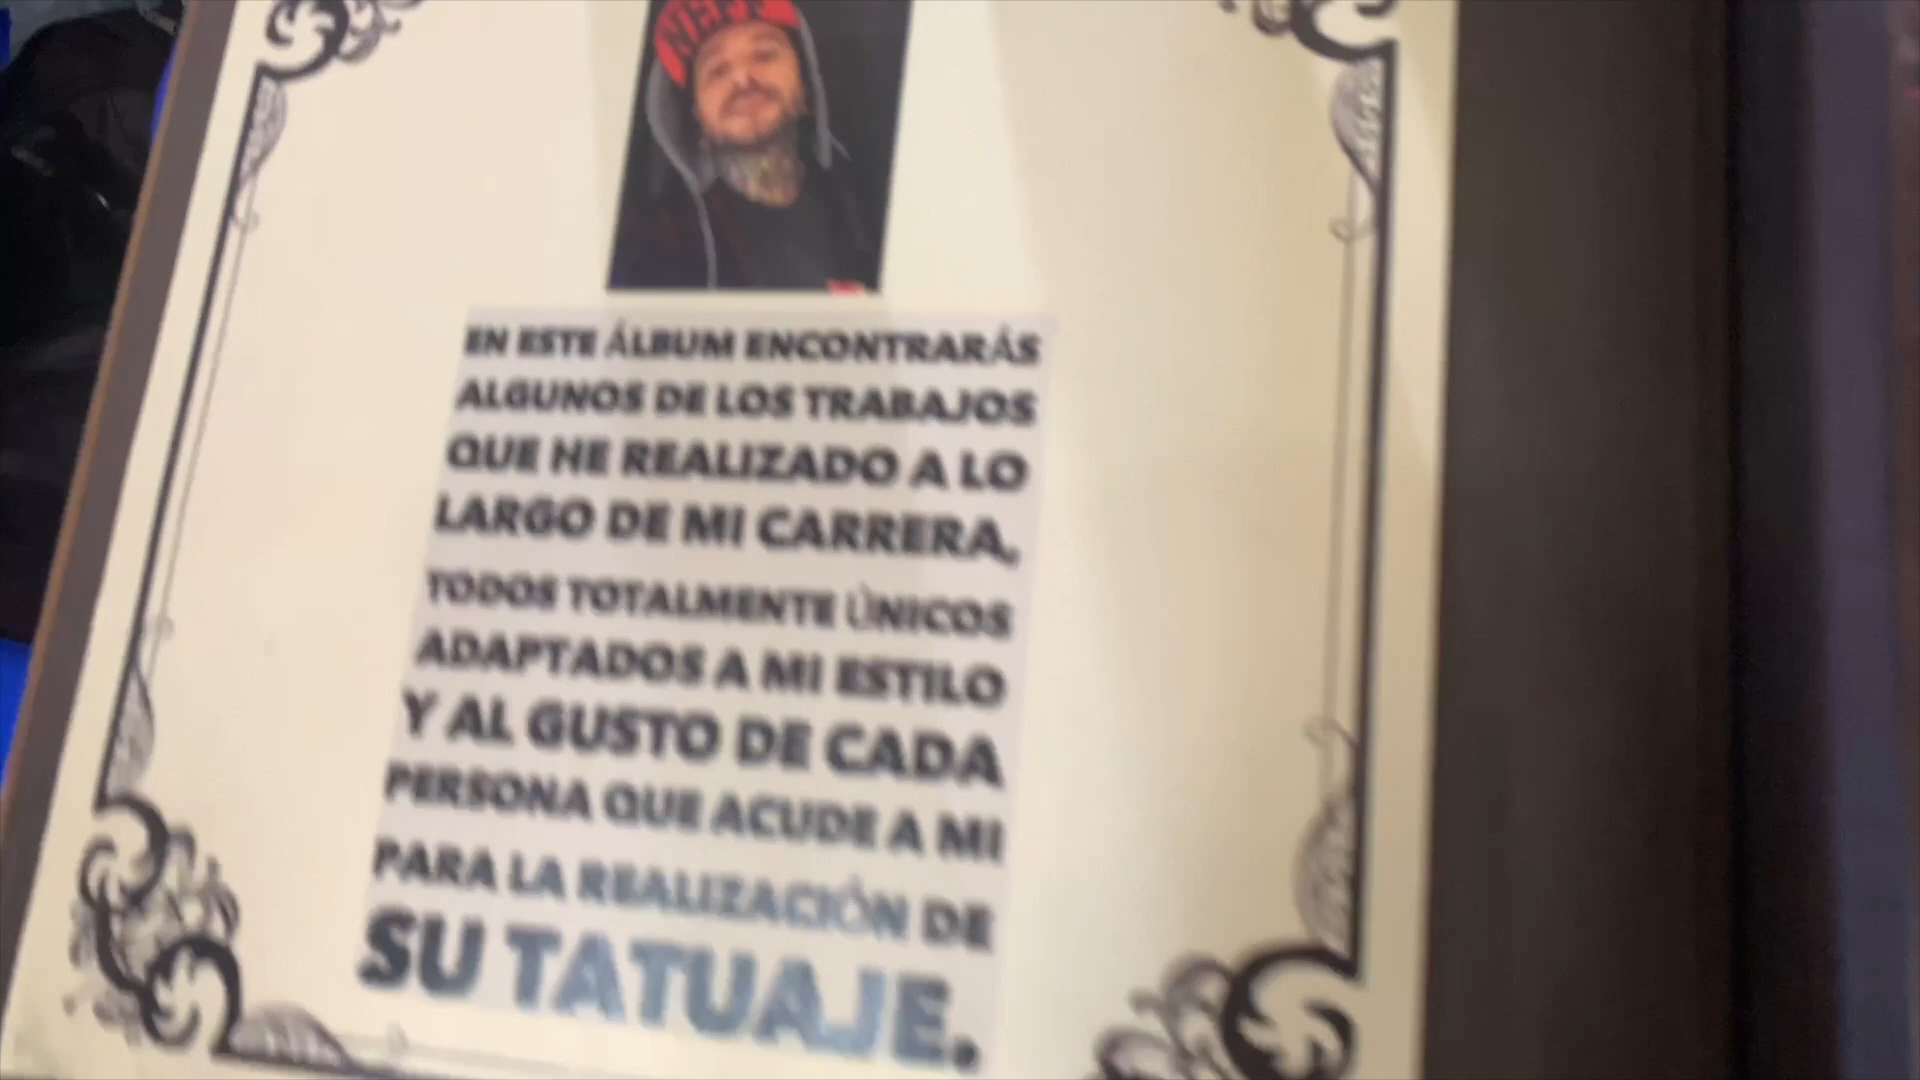 EN ESTE ÁLBUM ENCONTRARÁS
ALGUNOS DE LOS TRABAJOS
QUE HE REALIZADO A LO
LARGO DE MI CARRERA,
TODOS TOTALMENTE ÚNICOS
ADAPTADOS A MI ESTILO
Y AL GUSTO DE CADA
PERSONA QUE ACUDE A MI
PARA LA REALIZACIÓN DE
SU TATUAJE.